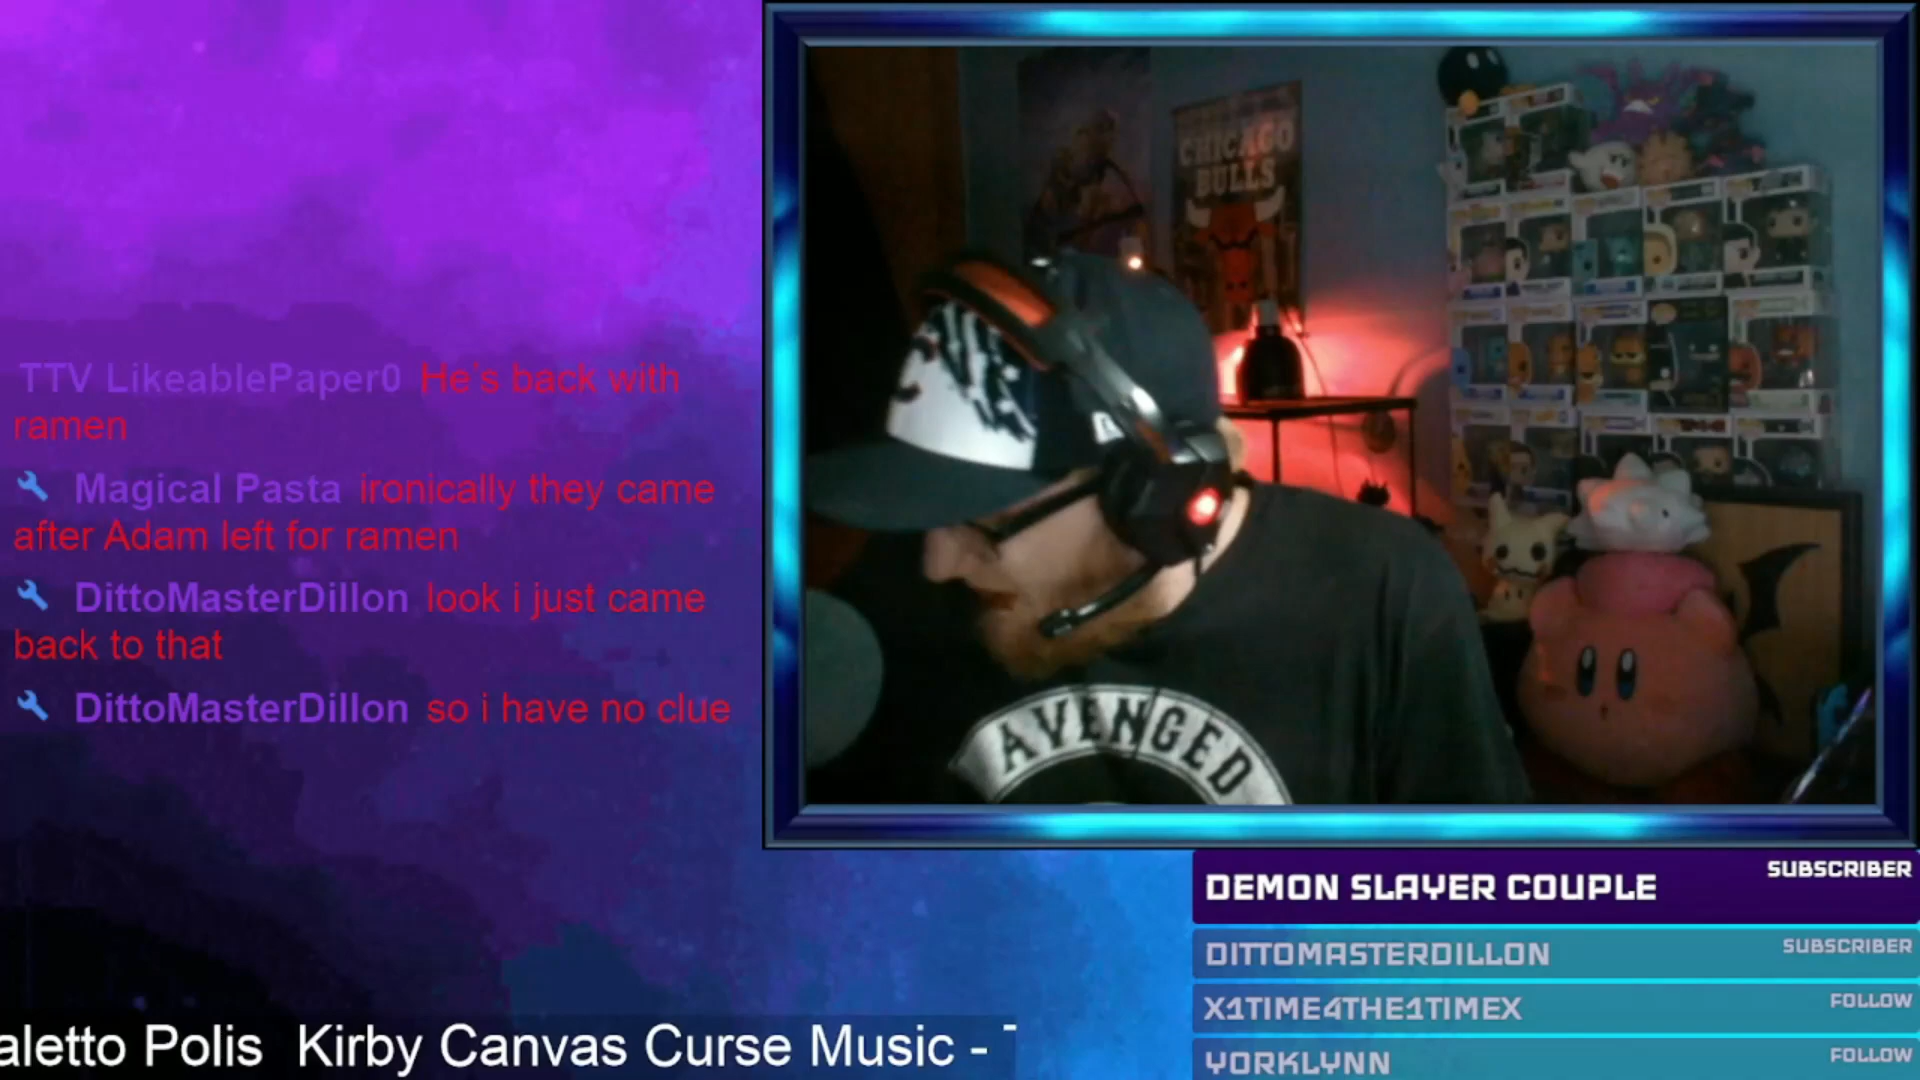 TTV LikeablePaper0 He's back with
ramen
Magical Pasta ironically they came
after Adam left for ramen
DittoMasterDillon look i just came
back to that
DittoMasterDillon so i have no clue
CHICAGO
BULLS
AVENGED
DEMON SLAYER COUPLE SUBSCRIBER
DITTOMASTERDILLON SUBSCRIBER
X1TIME4THE1TIMEX FOLLOW
YORKLYNN FOLLOW
aletto Polis Kirby Canvas Curse Music -